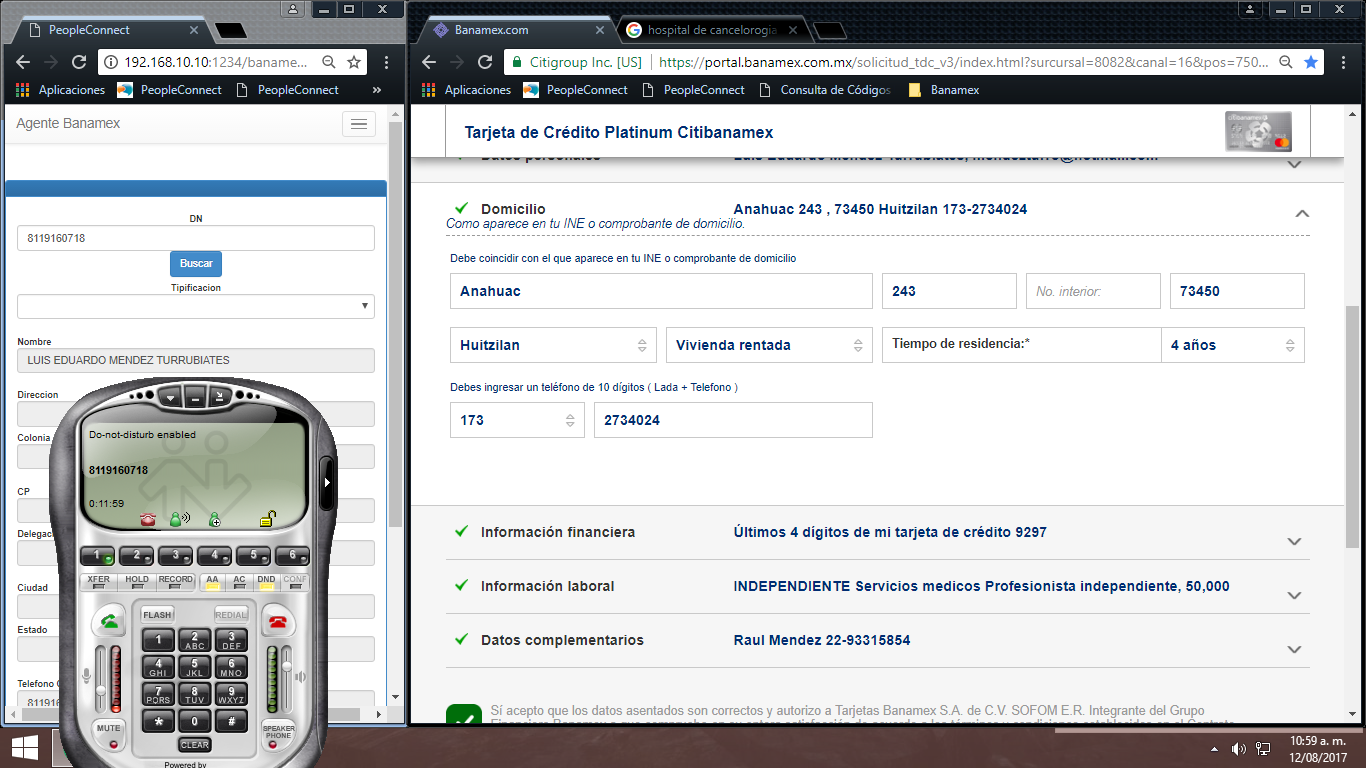 PeopleConnect
192.168.10.10:1234/baname...
Aplicaciones
PeopleConnect
PeopleConnect
»
Agente Banamex
DN
8119160718
Buscar
Tipificacion
Nombre
LUIS EDUARDO MENDEZ TURRUBIATES
Direccion
Colonia
CP
Delegac
Ciudad
Estado
Telefono C
81191
Do-not-disturb enabled
8119160718
0:11:59
1 2 3 4 5 6
XFER HOLD RECORD AA AC DND CONF
FLASH REDIAL
1 2 ABC 3 DEF
4 GHI 5 JKL 6 MNO
7 PQRS 8 TUV 9 WXYZ
* 0 #
MUTE
SPEAKER PHONE
CLEAR
Powered by
Banamex.com
hospital de cancelorogia
Citigroup Inc. [US]
https://portal.banamex.com.mx/solicitud_tdc_v3/index.html?surcursal=8082&canal=16&pos=750...
Aplicaciones
PeopleConnect
PeopleConnect
Consulta de Códigos
Banamex
Tarjeta de Crédito Platinum Citibanamex
Datos personales
Domicilio
Anahuac 243 , 73450 Huitzilan 173-2734024
Como aparece en tu INE o comprobante de domicilio.
Debe coincidir con el que aparece en tu INE o comprobante de domicilio
Anahuac 243 No. interior: 73450
Huitzilan Vivienda rentada Tiempo de residencia:* 4 años
Debes ingresar un teléfono de 10 dígitos ( Lada + Telefono )
173 2734024
Información financiera Últimos 4 dígitos de mi tarjeta de crédito 9297
Información laboral INDEPENDIENTE Servicios medicos Profesionista independiente, 50,000
Datos complementarios Raul Mendez 22-93315854
Sí acepto que los datos asentados son correctos y autorizo a Tarjetas Banamex S.A. de C.V. SOFOM E.R. Integrante del Grupo
10:59 a. m.
12/08/2017